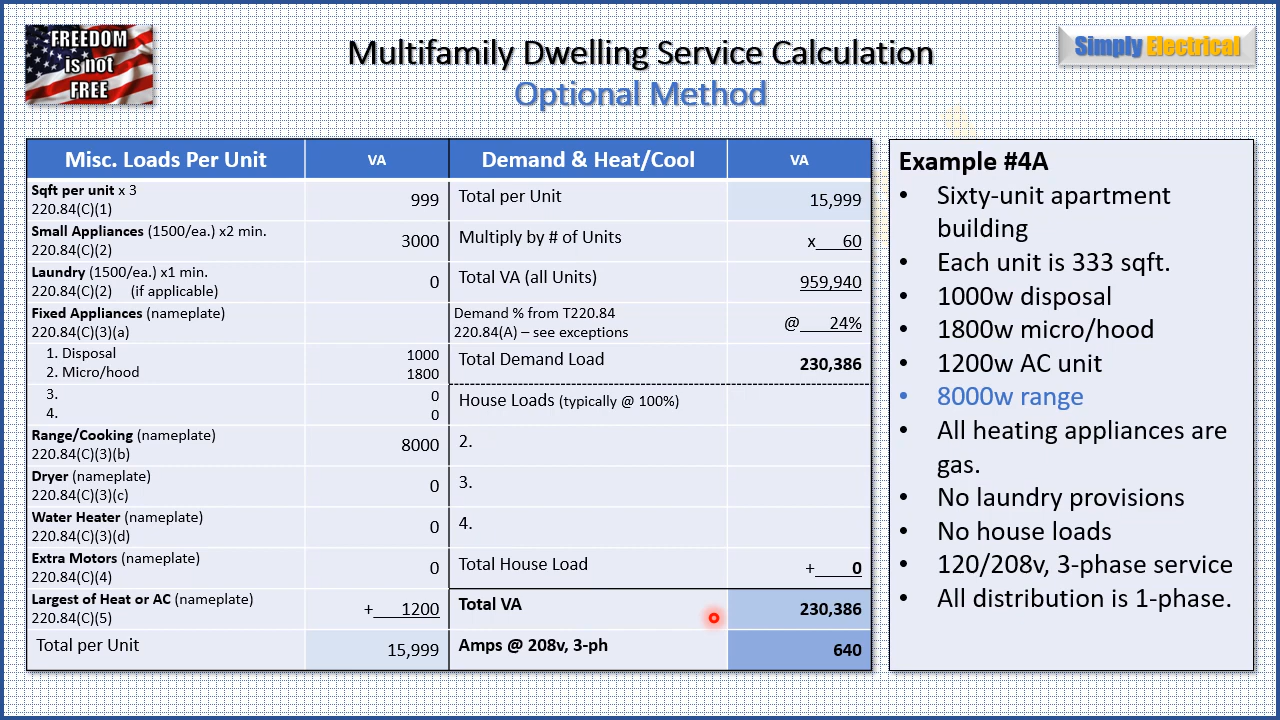 FREEDOM
is not
FREE
Multifamily Dwelling Service Calculation
Optional Method
Simply Electrical
Misc. Loads Per Unit VA Demand & Heat/Cool VA
Sqft per unit x 3
220.84(C)(1)
999
Total per Unit 15,999
Small Appliances (1500/ea.) x2 min.
220.84(C)(2)
3000
Multiply by # of Units x 60
Laundry (1500/ea.) x1 min.
220.84(C)(2) (if applicable)
0
Total VA (all Units) 959,940
Fixed Appliances (nameplate)
220.84(C)(3)(a)
Demand % from T220.84
220.84(A) – see exceptions
@ 24%
1. Disposal 1000
2. Micro/hood 1800
Total Demand Load 230,386
3. 0
4. 0
House Loads (typically @ 100%)
Range/Cooking (nameplate)
220.84(C)(3)(b)
8000
2.
Dryer (nameplate)
220.84(C)(3)(c)
0
3.
Water Heater (nameplate)
220.84(C)(3)(d)
0
4.
Extra Motors (nameplate)
220.84(C)(4)
0
Total House Load + 0
Largest of Heat or AC (nameplate)
220.84(C)(5)
+ 1200
Total VA 230,386
Total per Unit 15,999
Amps @ 208v, 3-ph 640
Example #4A
• Sixty-unit apartment
building
• Each unit is 333 sqft.
• 1000w disposal
• 1800w micro/hood
• 1200w AC unit
• 8000w range
• All heating appliances are
gas.
• No laundry provisions
• No house loads
• 120/208v, 3-phase service
• All distribution is 1-phase.